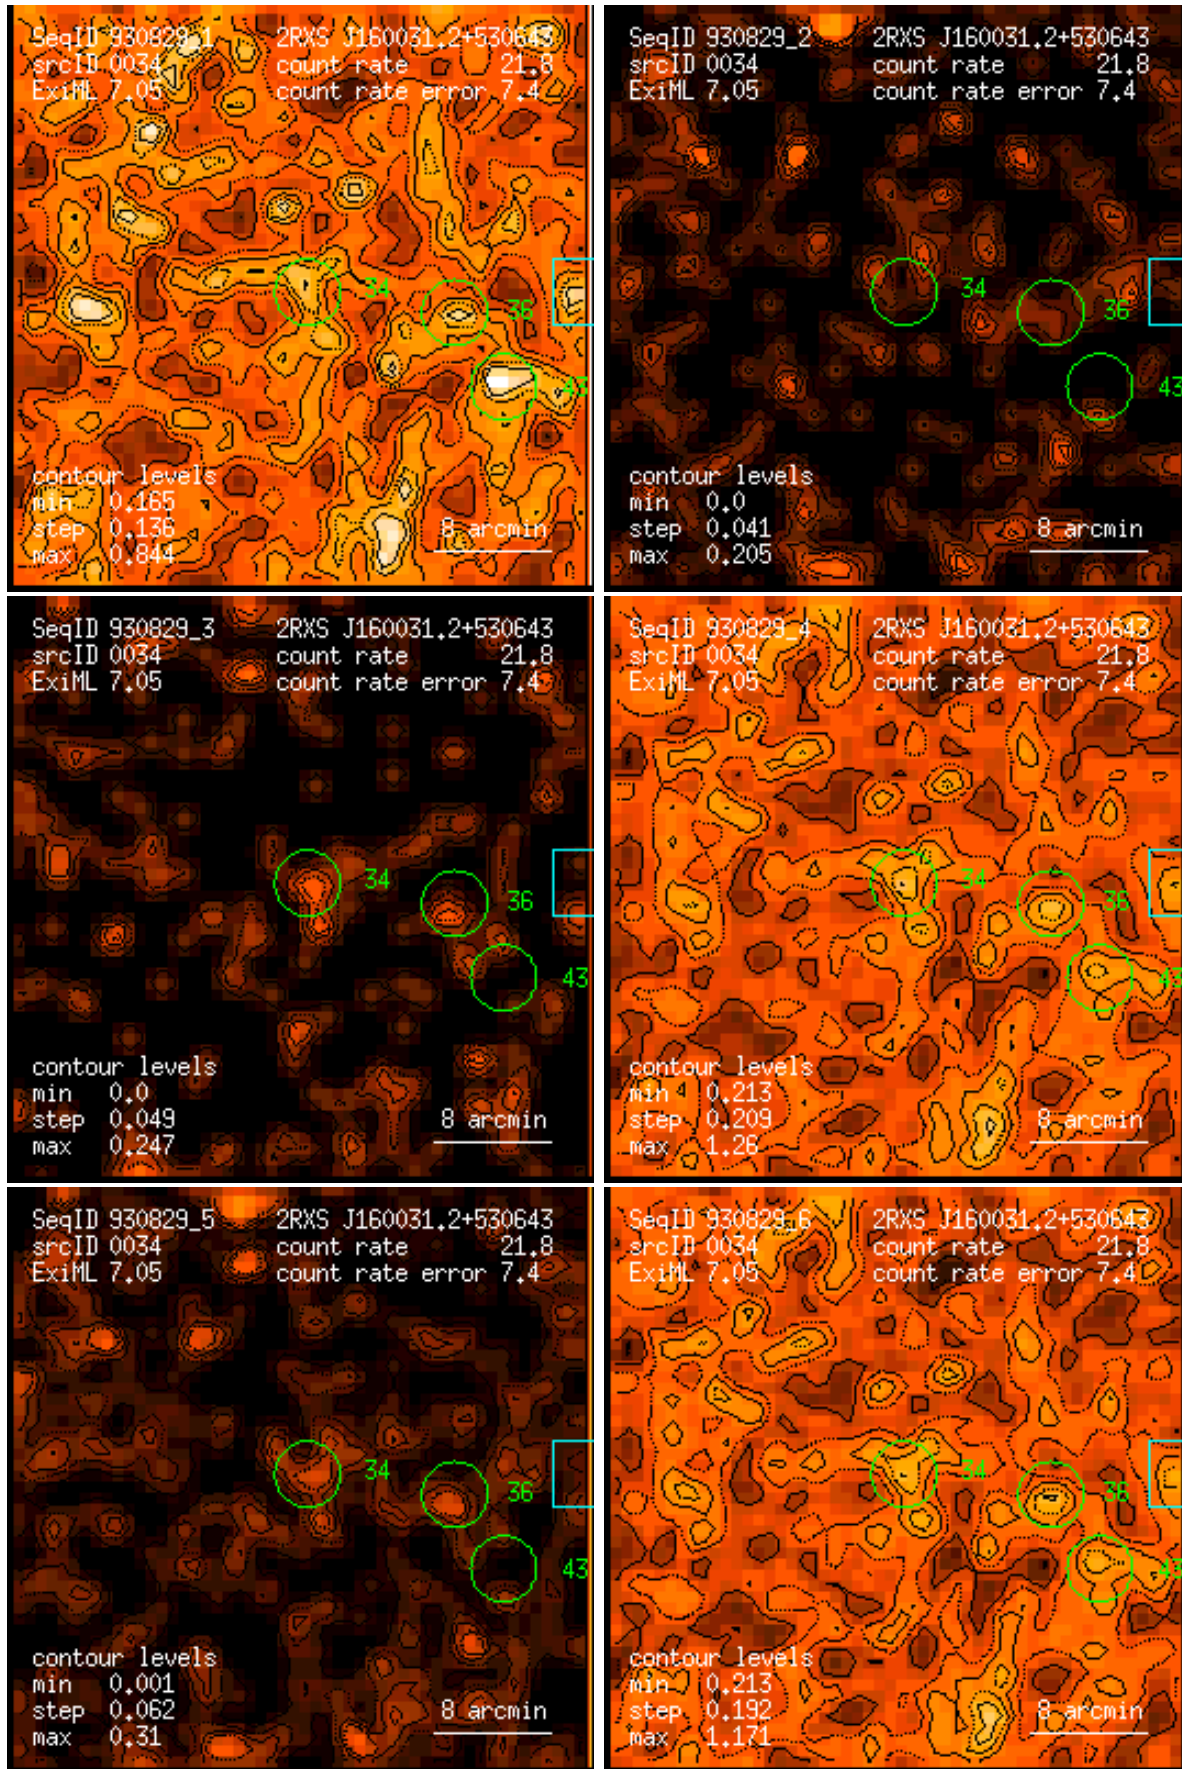 SeqID 930829_1 2RXS J160031.2+530643
srcID 0034 count rate 21.8
ExiML 7.05 count rate error 7.4
34
36
43
contour levels
min 0.165
step 0.136
max 0.844
8 arcmin
SeqID 930829_2 2RXS J160031.2+530643
srcID 0034 count rate 21.8
ExiML 7.05 count rate error 7.4
34
36
43
contour levels
min 0.0
step 0.041
max 0.205
8 arcmin
SeqID 930829_3 2RXS J160031.2+530643
srcID 0034 count rate 21.8
ExiML 7.05 count rate error 7.4
34
36
43
contour levels
min 0.0
step 0.049
max 0.247
8 arcmin
SeqID 930829_4 2RXS J160031.2+530643
srcID 0034 count rate 21.8
ExiML 7.05 count rate error 7.4
34
36
43
contour levels
min 0.213
step 0.209
max 1.26
8 arcmin
SeqID 930829_5 2RXS J160031.2+530643
srcID 0034 count rate 21.8
ExiML 7.05 count rate error 7.4
34
36
43
contour levels
min 0.001
step 0.062
max 0.31
8 arcmin
SeqID 930829_6 2RXS J160031.2+530643
srcID 0034 count rate 21.8
ExiML 7.05 count rate error 7.4
34
36
43
contour levels
min 0.213
step 0.192
max 1.171
8 arcmin